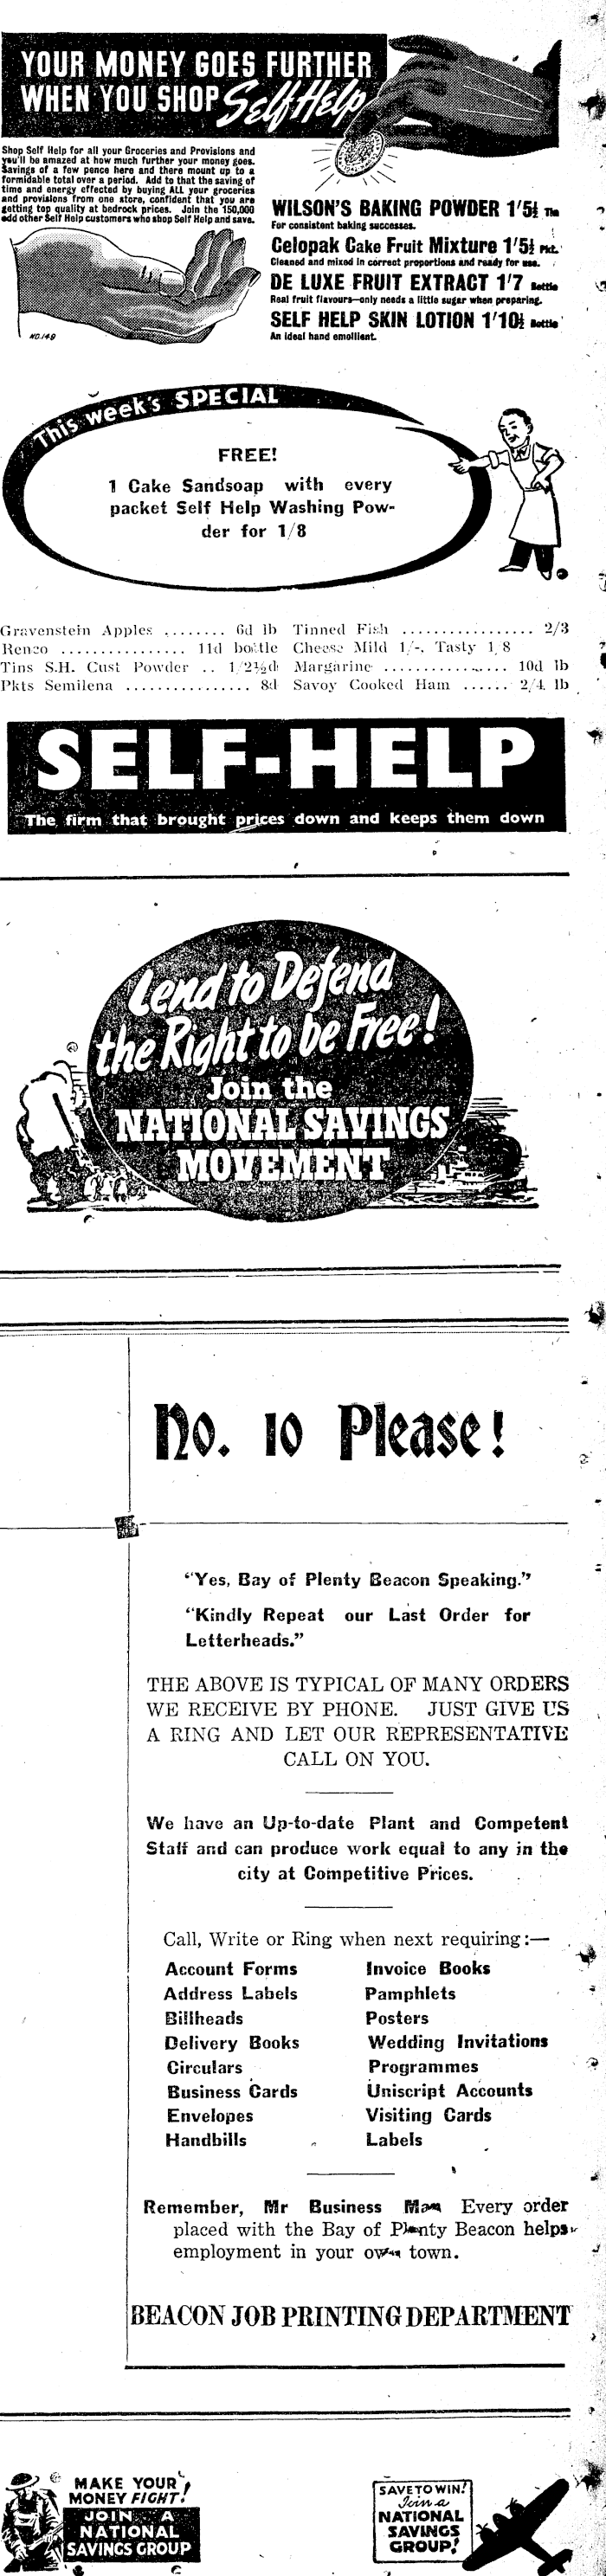 YOUR MONEY GOES FURTHER
WHEN YOU SHOP Self Help
Shop Self Help for all your Groceries and Provisions and
you'll be amazed at how much further your money goes.
Savings of a few pence here and there mount up to a
formidable total over a period. Add to that the saving of
time and energy effected by buying ALL your groceries
and provisions from one store, confident that you are
getting top quality at bedrock prices. Join the 150,000
odd other Self Help customers who shop Self Help and save.
NO.149
WILSON'S BAKING POWDER 1'5½ Tin
For consistent baking successes.
Celopak Cake Fruit Mixture 1'5½ Pkt.
Cleaned and mixed in correct proportions and ready for use.
DE LUXE FRUIT EXTRACT 1'7 Bottle
Real fruit flavours—only needs a little sugar when preparing.
SELF HELP SKIN LOTION 1'10½ Bottle
An ideal hand emollient.
This week's SPECIAL
FREE!
1 Cake Sandsoap with every
packet Self Help Washing Pow-
der for 1/8
Gravenstein Apples ........ 6d lb
Renzo ................ 11d bottle
Tins S.H. Cust Powder .. 1/2½d
Pkts Semilena ................ 8d
Tinned Fish ................. 2/3
Cheese Mild 1/-, Tasty 1/8
Margarine ................ 10d lb
Savoy Cooked Ham ...... 2/4 lb
SELF-HELP
The firm that brought prices down and keeps them down
Lend to Defend
the Right to be Free!
Join the
NATIONAL SAVINGS
MOVEMENT
No. 10 Please!
"Yes, Bay of Plenty Beacon Speaking."
"Kindly Repeat our Last Order for
Letterheads."
THE ABOVE IS TYPICAL OF MANY ORDERS
WE RECEIVE BY PHONE. JUST GIVE US
A RING AND LET OUR REPRESENTATIVE
CALL ON YOU.
We have an Up-to-date Plant and Competent
Staff and can produce work equal to any in the
city at Competitive Prices.
Call, Write or Ring when next requiring:—
Account Forms
Address Labels
Billheads
Delivery Books
Circulars
Business Cards
Envelopes
Handbills
Invoice Books
Pamphlets
Posters
Wedding Invitations
Programmes
Uniscript Accounts
Visiting Cards
Labels
Remember, Mr Business Man Every order
placed with the Bay of Plenty Beacon helps
employment in your own town.
BEACON JOB PRINTING DEPARTMENT
MAKE YOUR
MONEY FIGHT!
JOIN A
NATIONAL
SAVINGS GROUP
SAVE TO WIN!
Join a
NATIONAL
SAVINGS
GROUP!